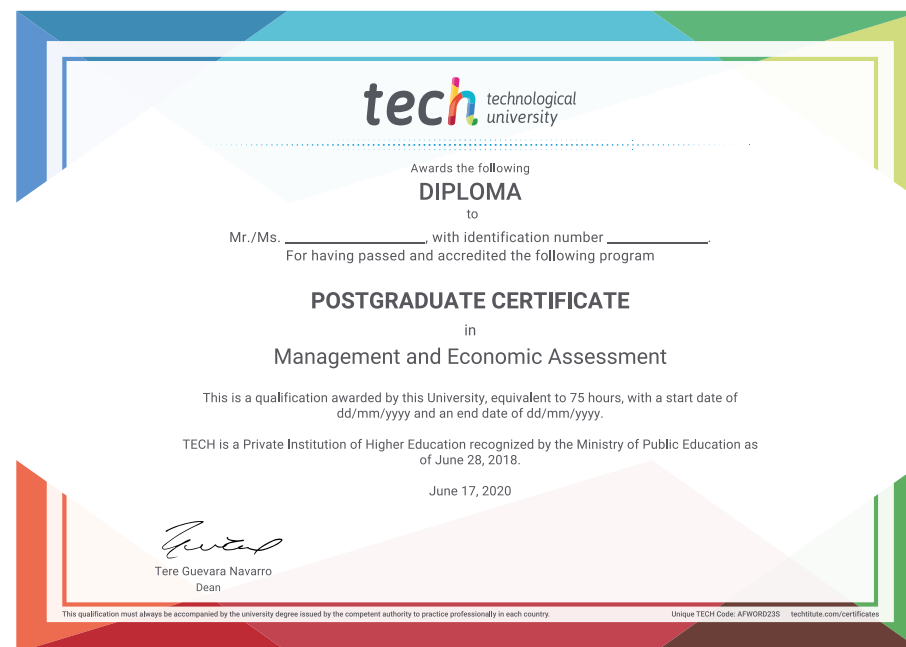 tech technological
university
Awards the following
DIPLOMA
to
Mr./Ms. ____________________, with identification number ______________.
For having passed and accredited the following program
POSTGRADUATE CERTIFICATE
in
Management and Economic Assessment
This is a qualification awarded by this University, equivalent to 75 hours, with a start date of
dd/mm/yyyy and an end date of dd/mm/yyyy.
TECH is a Private Institution of Higher Education recognized by the Ministry of Public Education as
of June 28, 2018.
June 17, 2020
Tere Guevara Navarro
Dean
This qualification must always be accompanied by the university degree issued by the competent authority to practice professionally in each country. Unique TECH Code: AFWORD23S techtitute.com/certificates